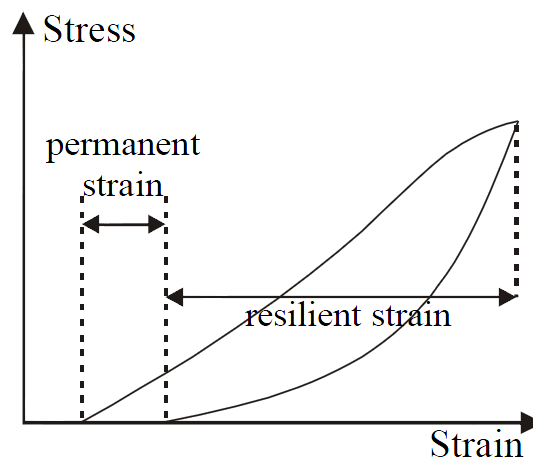 Stress
permanent
strain
resilient strain
Strain